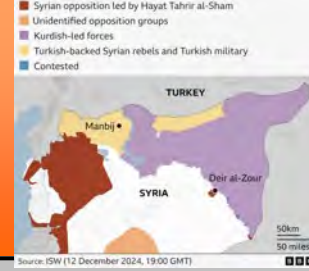 Syrian opposition led by Hayat Tahrir al-Sham
Unidentified opposition groups
Kurdish-led forces
Turkish-backed Syrian rebels and Turkish military
Contested
TURKEY
Manbij
Deir al-Zour
SYRIA
50km
50 miles
Source: ISW (12 December 2024, 19:00 GMT)
BBC